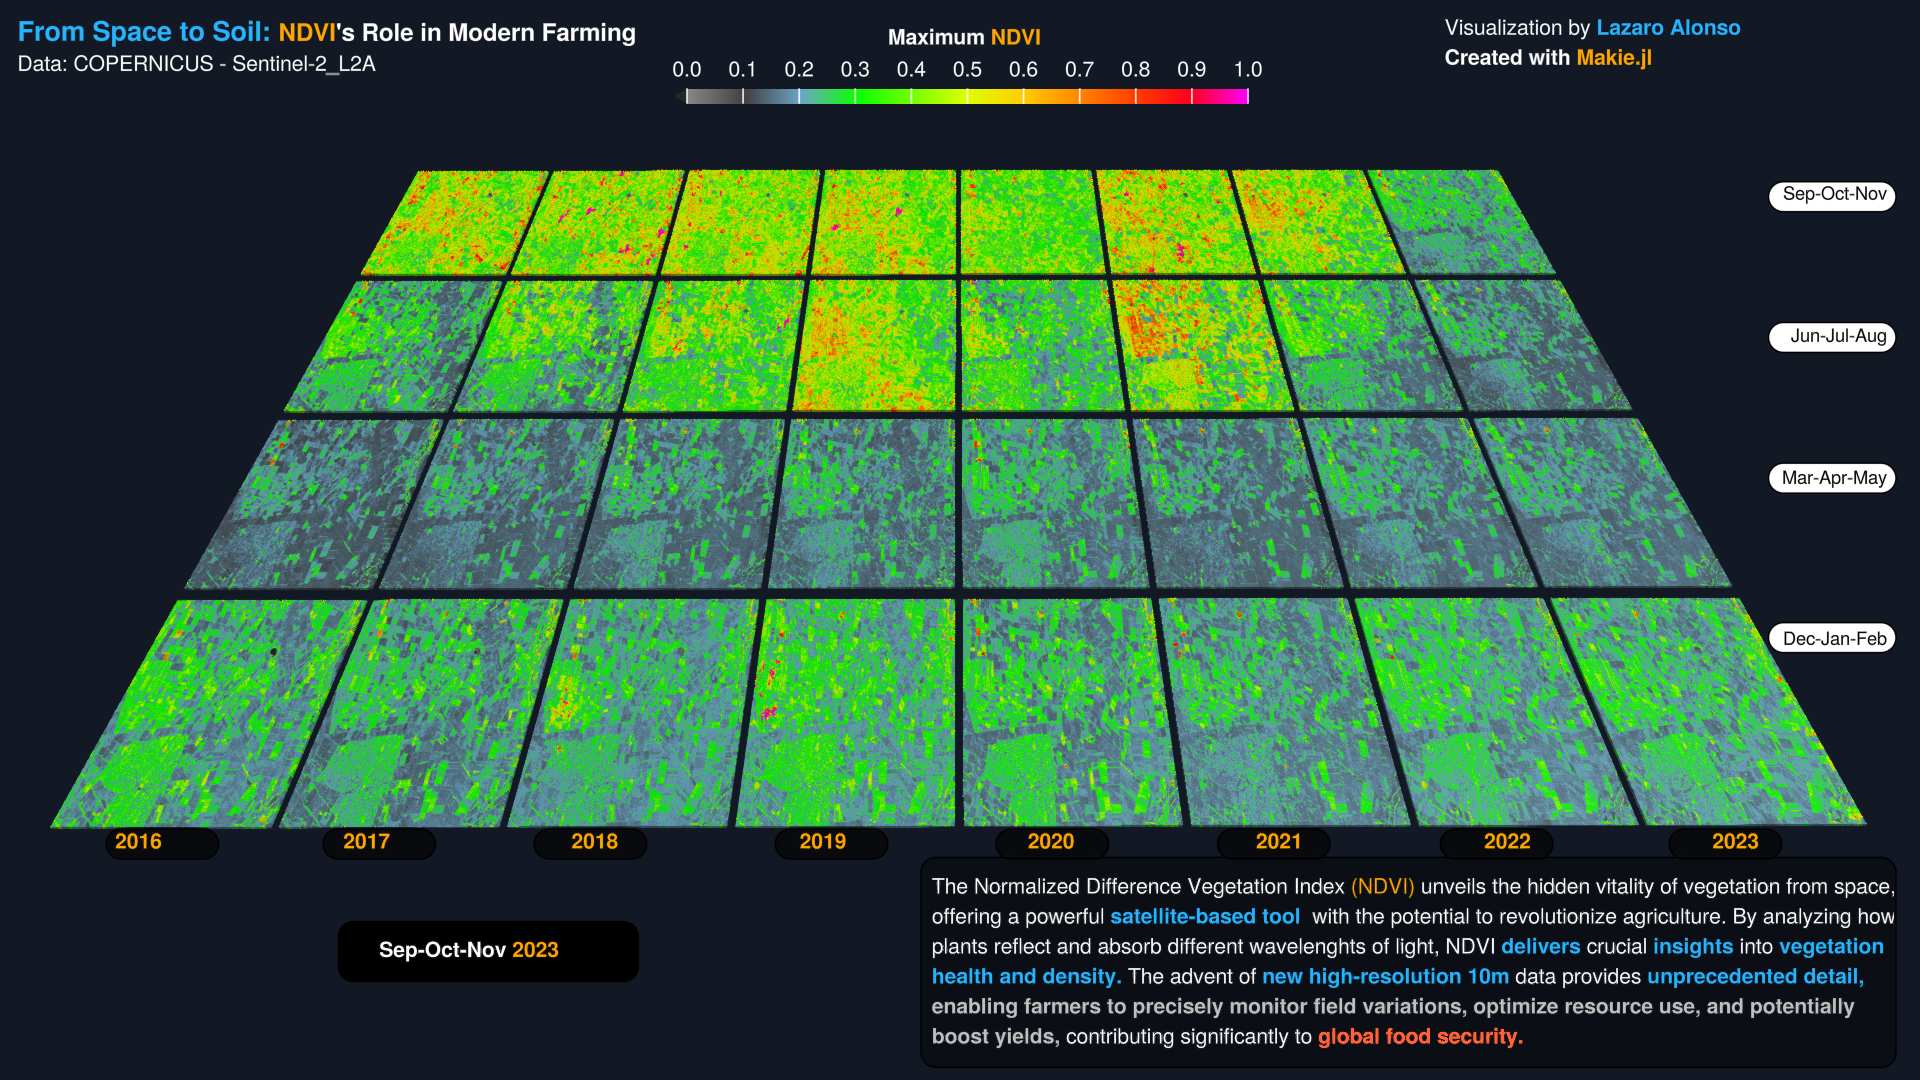 From Space to Soil: NDVI's Role in Modern Farming
Data: COPERNICUS - Sentinel-2_L2A
Maximum NDVI
0.0 0.1 0.2 0.3 0.4 0.5 0.6 0.7 0.8 0.9 1.0
Visualization by Lazaro Alonso
Created with Makie.jl
Sep-Oct-Nov
Jun-Jul-Aug
Mar-Apr-May
Dec-Jan-Feb
2016 2017 2018 2019 2020 2021 2022 2023
Sep-Oct-Nov 2023
The Normalized Difference Vegetation Index (NDVI) unveils the hidden vitality of vegetation from space,
offering a powerful satellite-based tool with the potential to revolutionize agriculture. By analyzing how
plants reflect and absorb different wavelenghts of light, NDVI delivers crucial insights into vegetation
health and density. The advent of new high-resolution 10m data provides unprecedented detail,
enabling farmers to precisely monitor field variations, optimize resource use, and potentially
boost yields, contributing significantly to global food security.